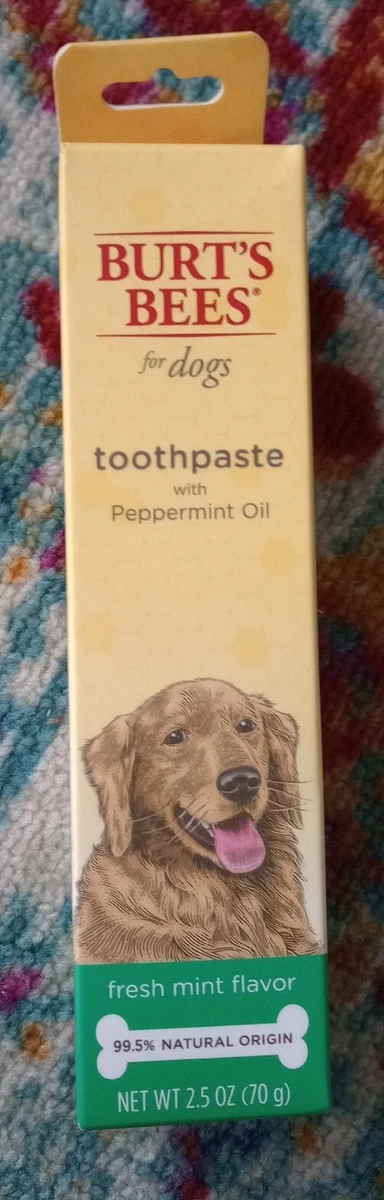 BURT'S
BEES®
for dogs
toothpaste
with
Peppermint Oil
fresh mint flavor
99.5% NATURAL ORIGIN
NET WT 2.5 OZ (70 g)